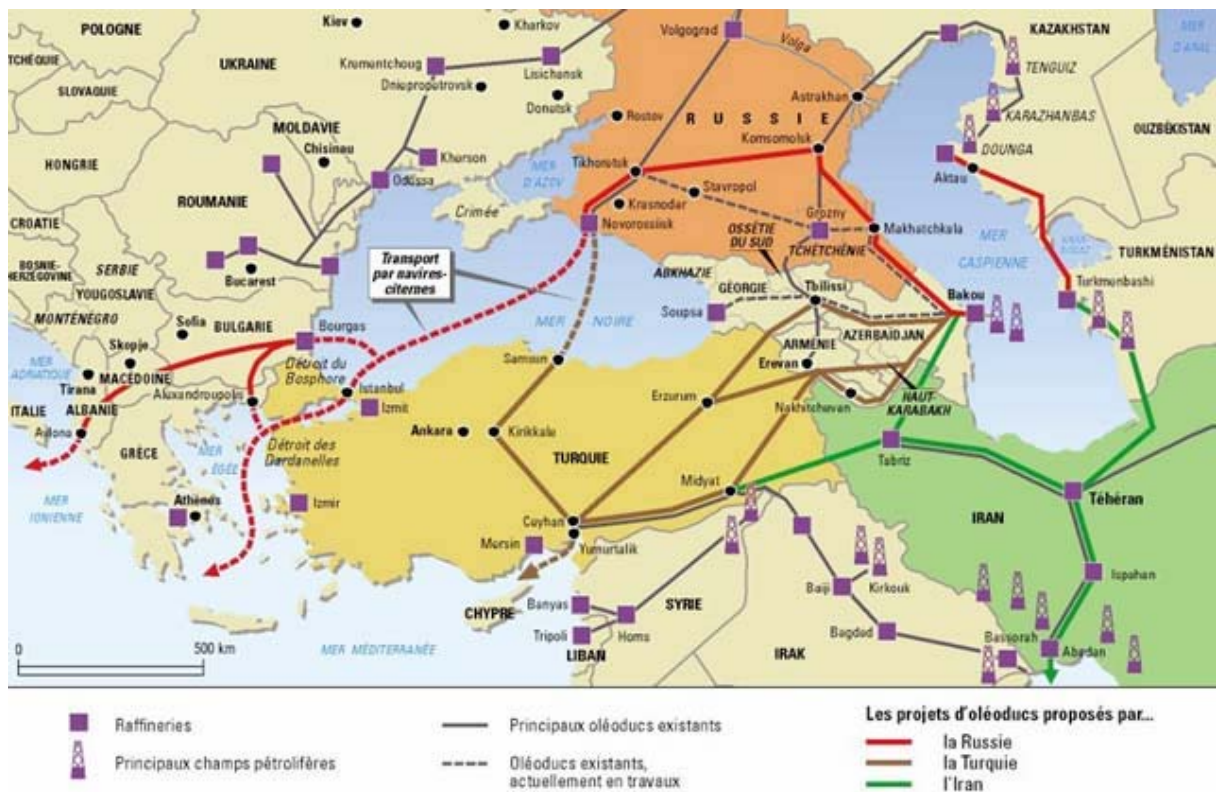 POLOGNE
Kiev
Kharkov
Volgograd
Volga
KAZAKHSTAN
MER
D'ARAL
TCHÉQUIE
UKRAINE
Krementchoug
Lisichansk
TENGUIZ
SLOVAQUIE
Dniepropetrovsk
Donetsk
Astrakhan
KARAZHANBAS
MOLDAVIE
Rostov
RUSSIE
OUZBÉKISTAN
HONGRIE
Chisinau
Kherson
MER
D'AZOV
Komsomolsk
DOUNGA
Odessa
Tikhoretsk
Aktau
ROUMANIE
Crimée
Stavropol
Krasnodar
CROATIE
Novorossiisk
Grozny
OSSÉTIE
DU SUD
Makhatchkala
TCHÉTCHÉNIE
BOSNIE-
HERZÉGOVINE
SERBIE
Bucarest
Transport
par navires-
citernes
MER
CASPIENNE
TURKMÉNISTAN
YOUGOSLAVIE
ABKHAZIE
GÉORGIE
Tbilissi
Turkmenbashi
MONTÉNÉGRO
Sofia
BULGARIE
Bourgas
MER NOIRE
Soupsa
Bakou
AZERBAÏDJAN
Skopje
ARMÉNIE
MER
ADRIATIQUE
MACÉDOINE
Détroit du
Bosphore
Samsun
Erevan
Tirana
Alexandroupolis
Istanbul
ITALIE
ALBANIE
Izmit
Erzurum
Nakhitchevan
HAUT-
KARABAKH
Avlona
Ankara
Kirikkale
GRÈCE
MER
ÉGÉE
Détroit des
Dardanelles
TURQUIE
Tabriz
MER
IONIENNE
Athènes
Izmir
Midyat
Téhéran
Ceyhan
IRAN
Mersin
Yumurtalik
Ispahan
CHYPRE
Banyas
SYRIE
Baiji
Kirkouk
Tripoli
Homs
Bagdad
Bassorah
Abadan
0
500 km
MER MÉDITERRANÉE
LIBAN
IRAK
Raffineries
Principaux champs pétrolifères
Principaux oléoducs existants
Oléoducs existants,
actuellement en travaux
Les projets d'oléoducs proposés par...
la Russie
la Turquie
l'Iran